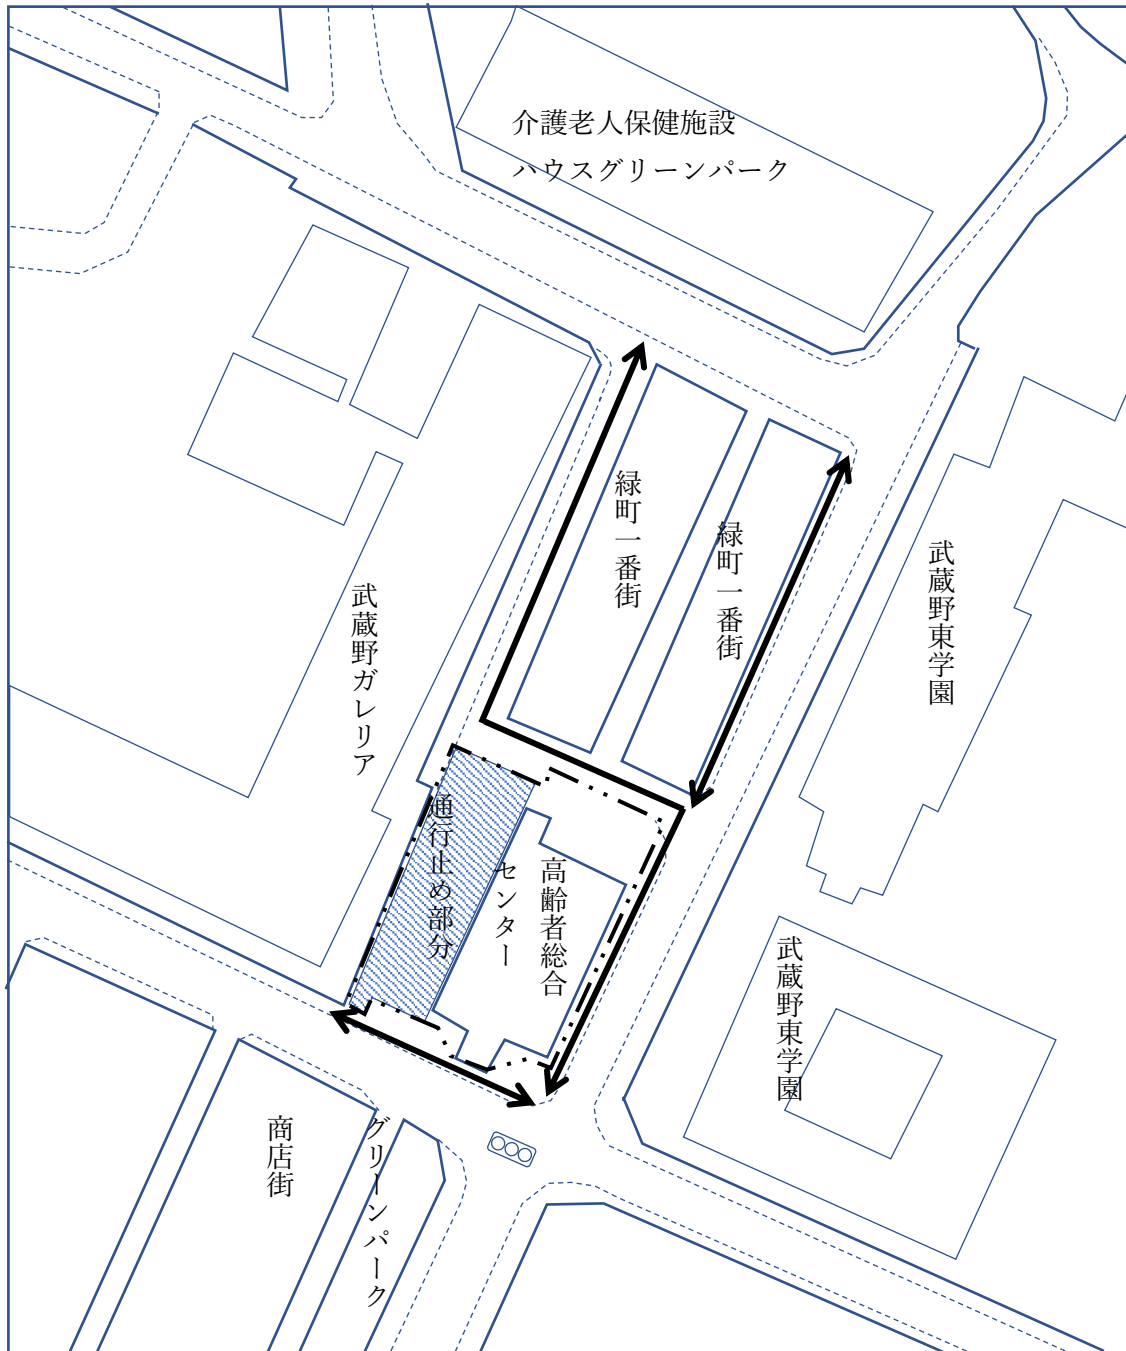 介護老人保健施設
ハウスグリーンパーク
緑町一番街
緑町一番街
武蔵野東学園
武蔵野ガレリア
通行止め部分
高齢者総合
センター
武蔵野東学園
グリーンパーク
商店街